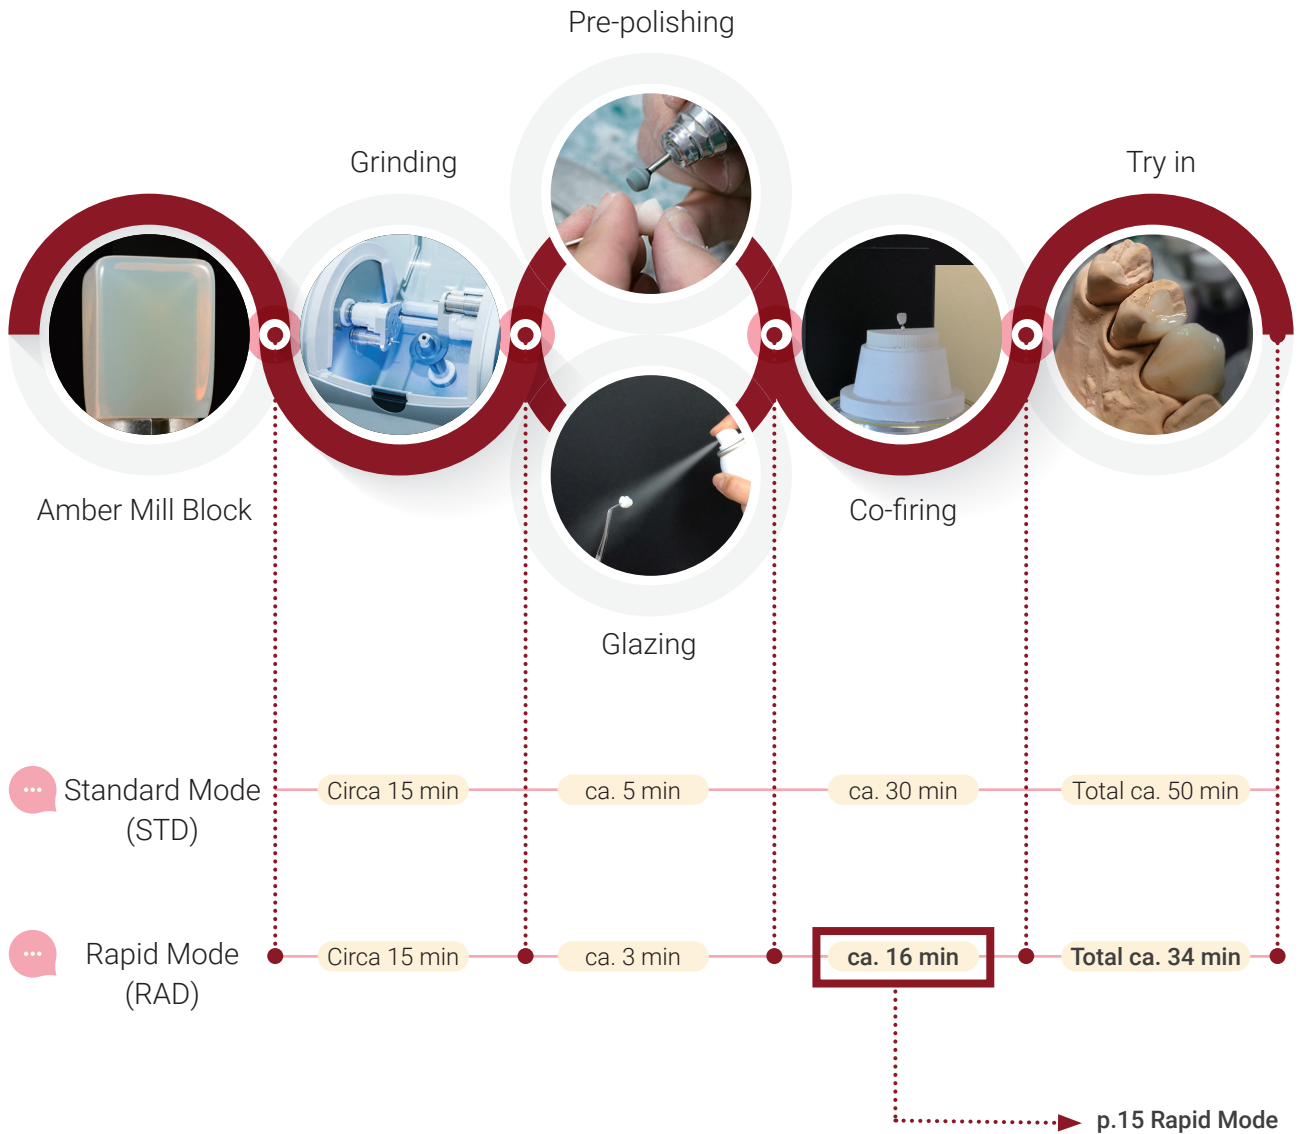 Pre-polishing
Grinding
Try in
Amber Mill Block
Co-firing
Glazing
Standard Mode
(STD)
Circa 15 min
ca. 5 min
ca. 30 min
Total ca. 50 min
Rapid Mode
(RAD)
Circa 15 min
ca. 3 min
ca. 16 min
Total ca. 34 min
p.15 Rapid Mode